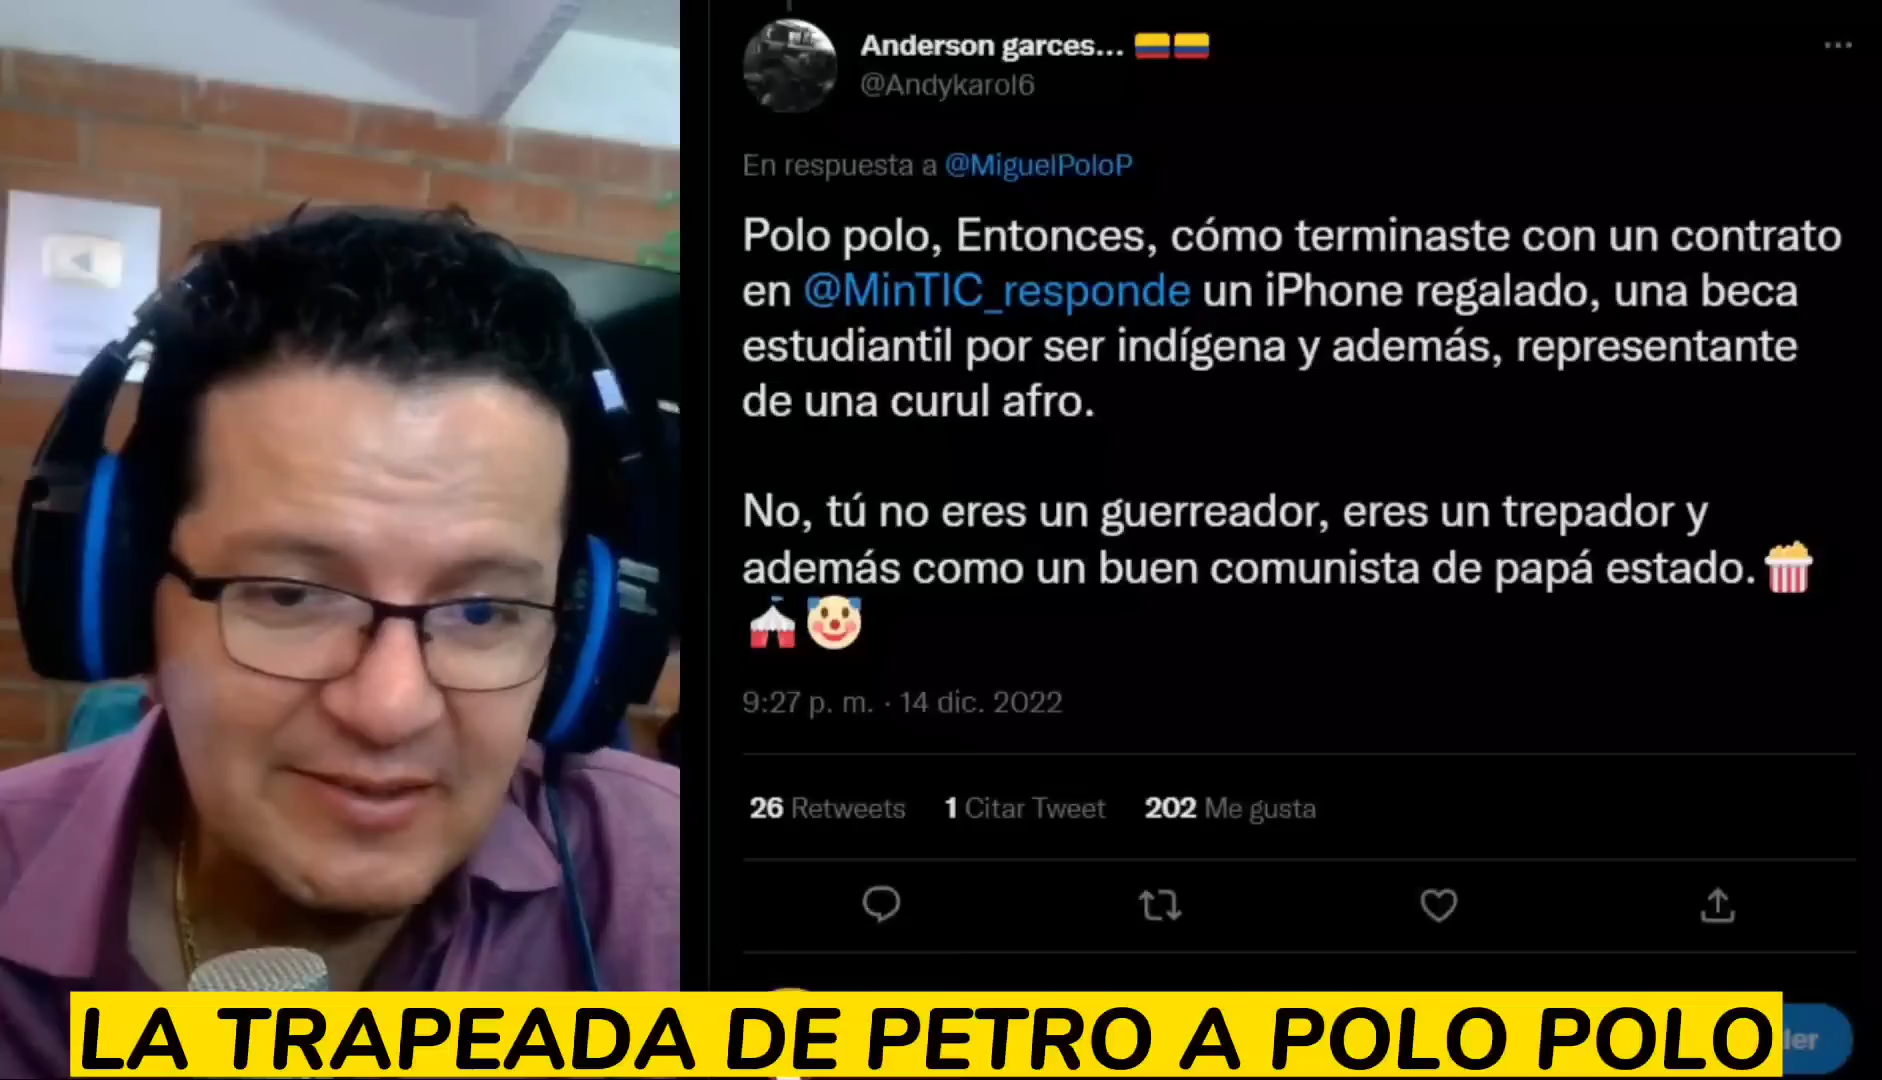 Anderson garces...
@Andykarol6
En respuesta a @MiguelPoloP
Polo polo, Entonces, cómo terminaste con un contrato
en @MinTIC_responde un iPhone regalado, una beca
estudiantil por ser indígena y además, representante
de una curul afro.
No, tú no eres un guerreador, eres un trepador y
además como un buen comunista de papá estado.
9:27 p. m. · 14 dic. 2022
26 Retweets 1 Citar Tweet 202 Me gusta
LA TRAPEADA DE PETRO A POLO POLO